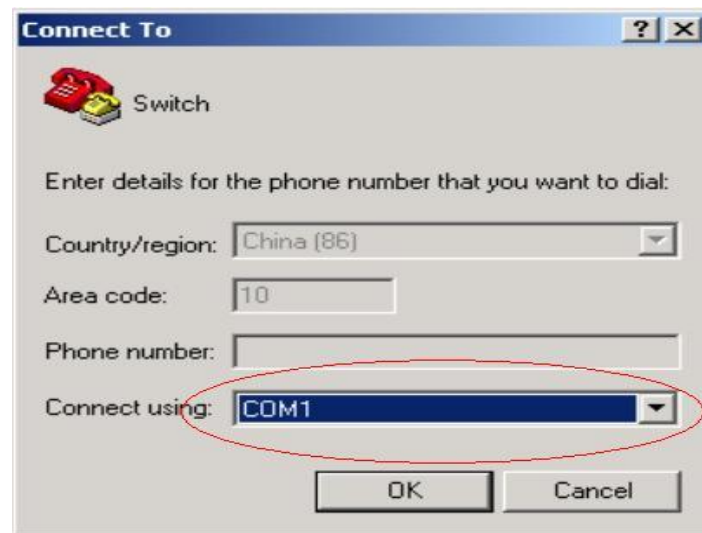 Connect To
Switch
Enter details for the phone number that you want to dial:
Country/region: China (86)
Area code: 10
Phone number:
Connect using: COM1
OK Cancel